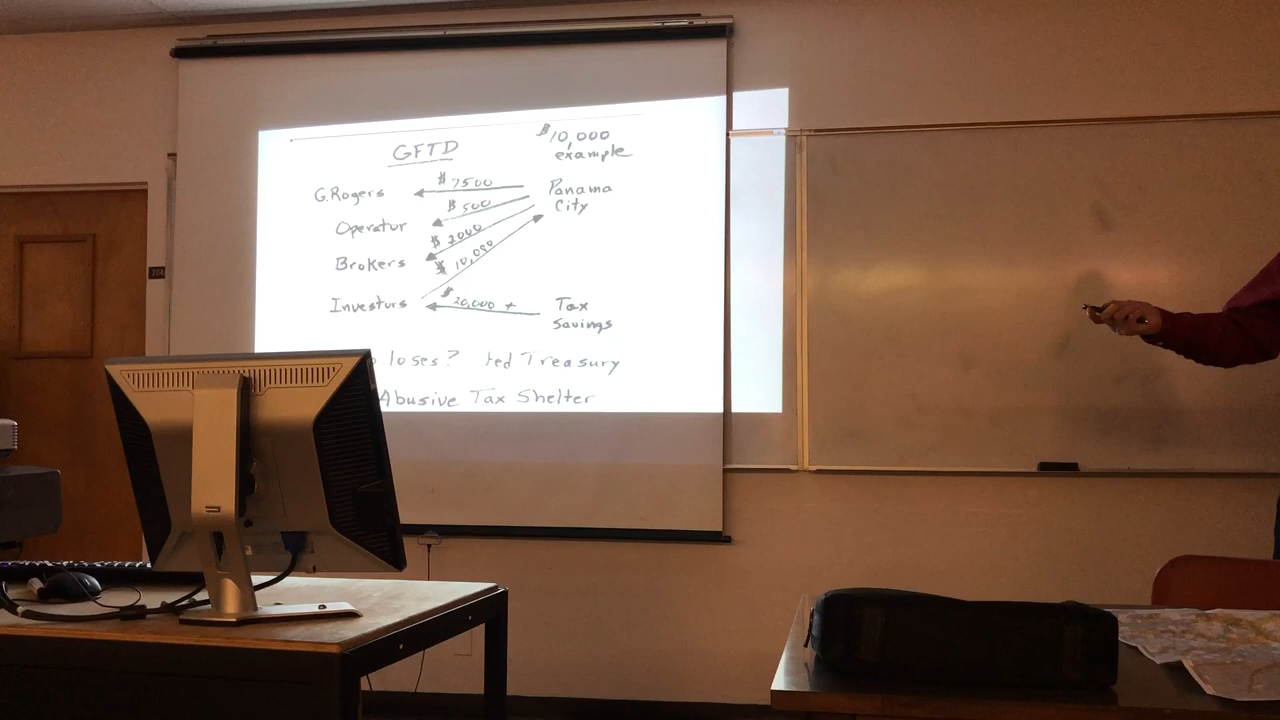 GFTD
$10,000
example
G.Rogers
$7500
Panama
City
$500
Operator
$2000
Brokers
$10,000
Investors
$20,000 +
Tax
Savings
loses? Treasury
Abusive Tax Shelter